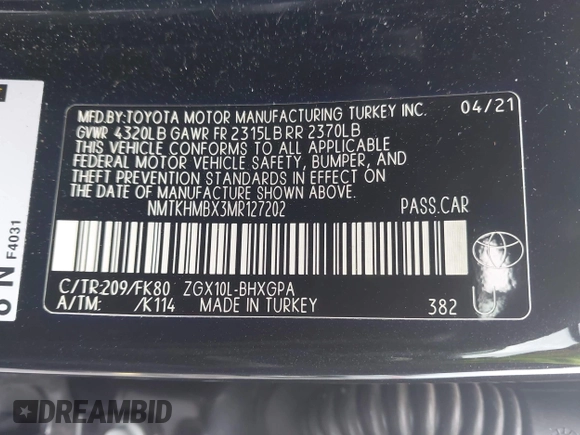 MFD.BY:TOYOTA MOTOR MANUFACTURING TURKEY INC. 04/21
GVWR 4320LB GAWR FR 2315LB RR 2370LB
THIS VEHICLE CONFORMS TO ALL APPLICABLE
FEDERAL MOTOR VEHICLE SAFETY, BUMPER, AND
THEFT PREVENTION STANDARDS IN EFFECT ON
THE DATE OF MANUFACTURE SHOWN ABOVE.
NMTKHMBX3MR127202 PASS.CAR
C/TR:209/FK80 ZGX10L-BHXGPA
A/TM: /K114 MADE IN TURKEY 382 U
F4031
DREAMBID